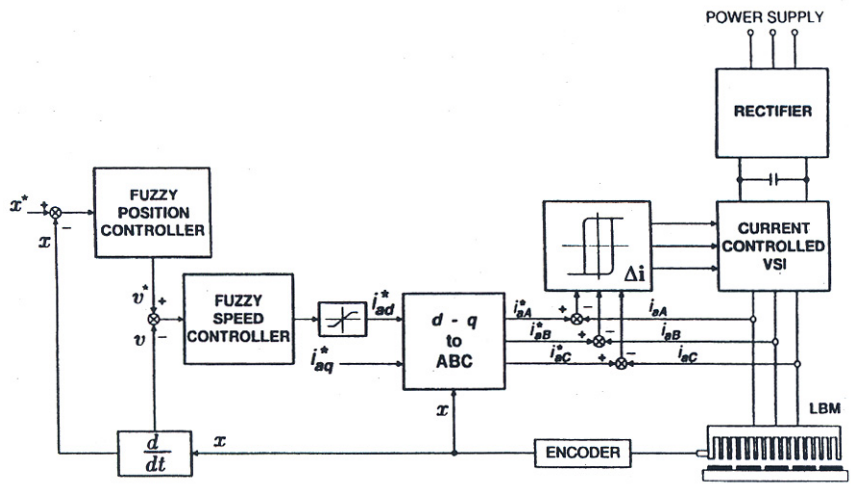 POWER SUPPLY
RECTIFIER
FUZZY
POSITION
CONTROLLER
x* + −
x
CURRENT
CONTROLLED
VSI
Δi
v* +
v −
FUZZY
SPEED
CONTROLLER
i*ad
i*aq
d - q
to
ABC
i*aA + − iaA
i*aB + − iaB
i*aC + − iaC
x
LBM
d/dt
x
ENCODER